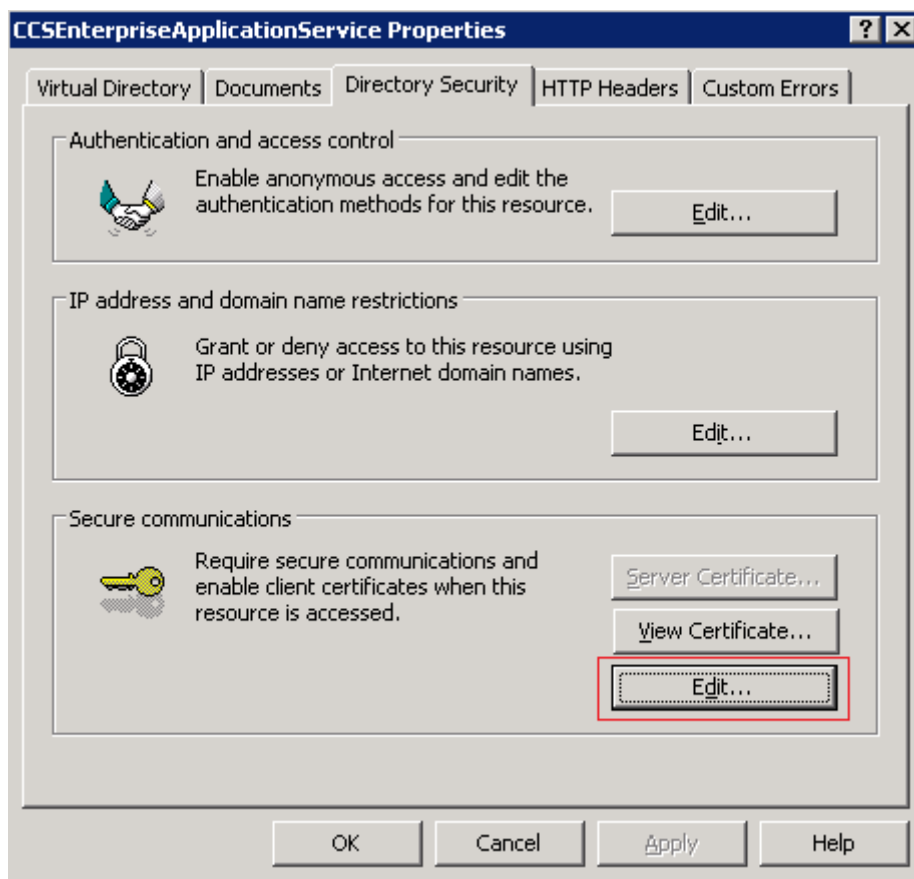 CCSEnterpriseApplicationService Properties
Virtual Directory Documents Directory Security HTTP Headers Custom Errors
Authentication and access control
Enable anonymous access and edit the
authentication methods for this resource.
Edit...
IP address and domain name restrictions
Grant or deny access to this resource using
IP addresses or Internet domain names.
Edit...
Secure communications
Require secure communications and
enable client certificates when this
resource is accessed.
Server Certificate...
View Certificate...
Edit...
OK Cancel Apply Help